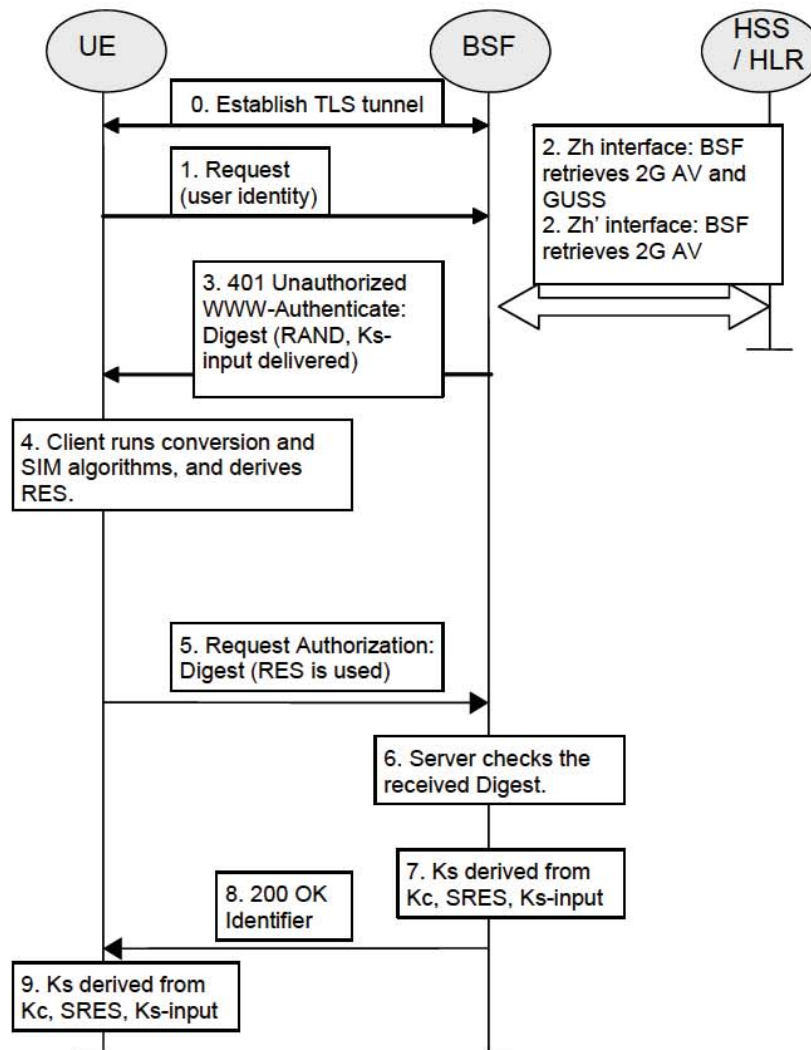 UE
BSF
HSS
/ HLR
0. Establish TLS tunnel
1. Request
(user identity)
2. Zh interface: BSF
retrieves 2G AV and
GUSS
2. Zh’ interface: BSF
retrieves 2G AV
3. 401 Unauthorized
WWW-Authenticate:
Digest (RAND, Ks-
input delivered)
4. Client runs conversion and
SIM algorithms, and derives
RES.
5. Request Authorization:
Digest (RES is used)
6. Server checks the
received Digest.
7. Ks derived from
Kc, SRES, Ks-input
8. 200 OK
Identifier
9. Ks derived from
Kc, SRES, Ks-input